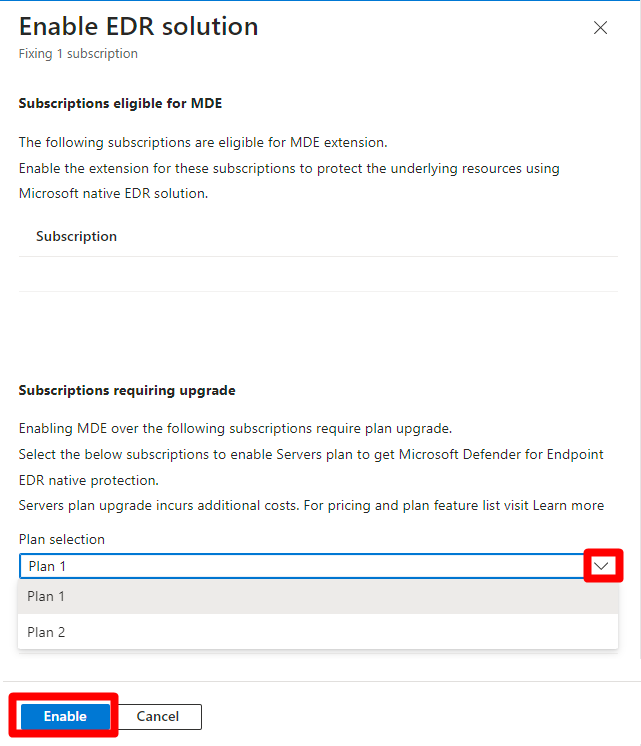 Enable EDR solution
Fixing 1 subscription
Subscriptions eligible for MDE
The following subscriptions are eligible for MDE extension.
Enable the extension for these subscriptions to protect the underlying resources using
Microsoft native EDR solution.
Subscription
Subscriptions requiring upgrade
Enabling MDE over the following subscriptions require plan upgrade.
Select the below subscriptions to enable Servers plan to get Microsoft Defender for Endpoint
EDR native protection.
Servers plan upgrade incurs additional costs. For pricing and plan feature list visit Learn more
Plan selection
Plan 1
Plan 1
Plan 2
Enable Cancel